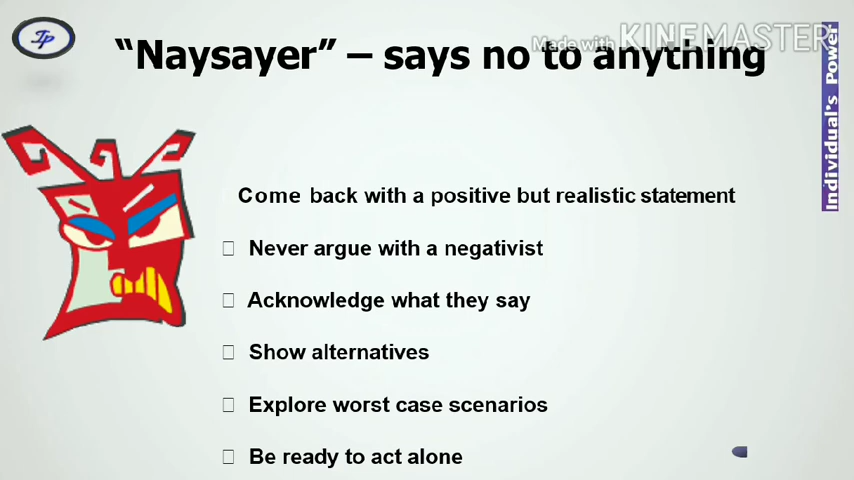 IP
Made with KINEMASTER
“Naysayer” – says no to anything
Individual's Power
Come back with a positive but realistic statement
Never argue with a negativist
Acknowledge what they say
Show alternatives
Explore worst case scenarios
Be ready to act alone